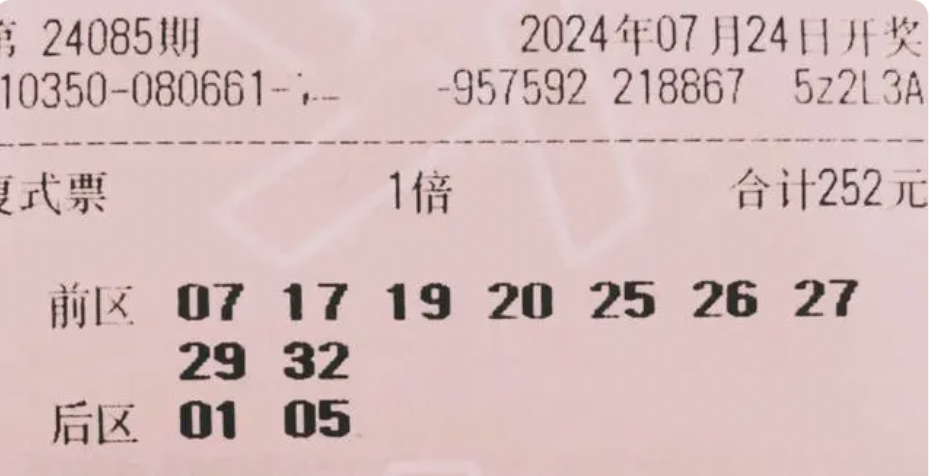 24085期 2024年07月24日开奖
10350-080661- -957592 218867 5z2L3A
复式票 1倍 合计252元
前区 07 17 19 20 25 26 27
29 32
后区 01 05